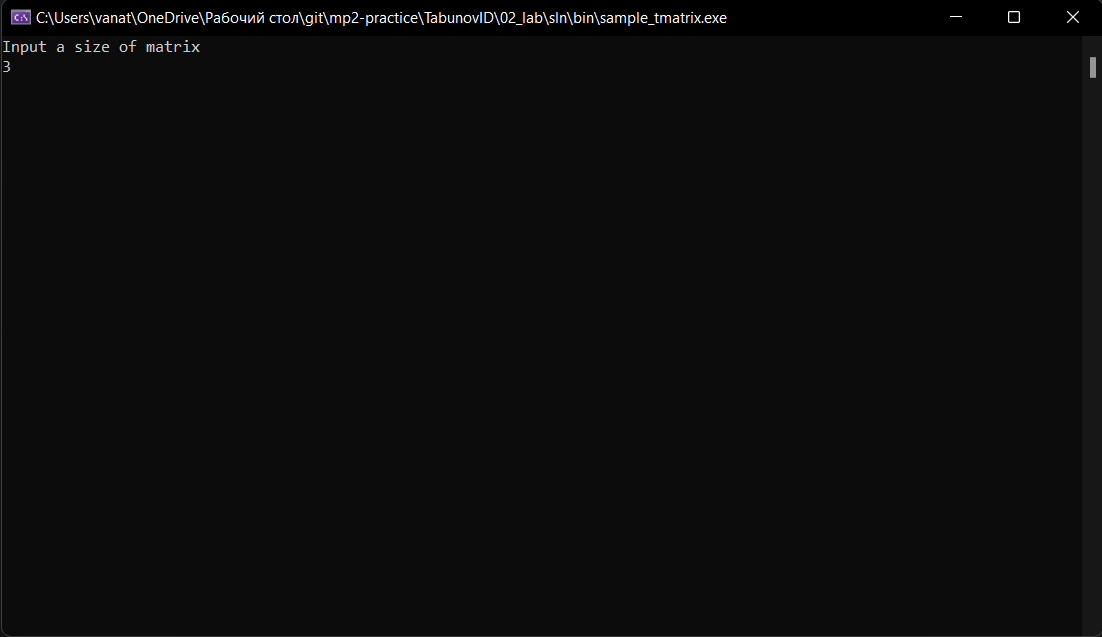 C:\Users\vanat\OneDrive\Рабочий стол\git\mp2-practice\TabunovID\02_lab\sln\bin\sample_tmatrix.exe
Input a size of matrix
3